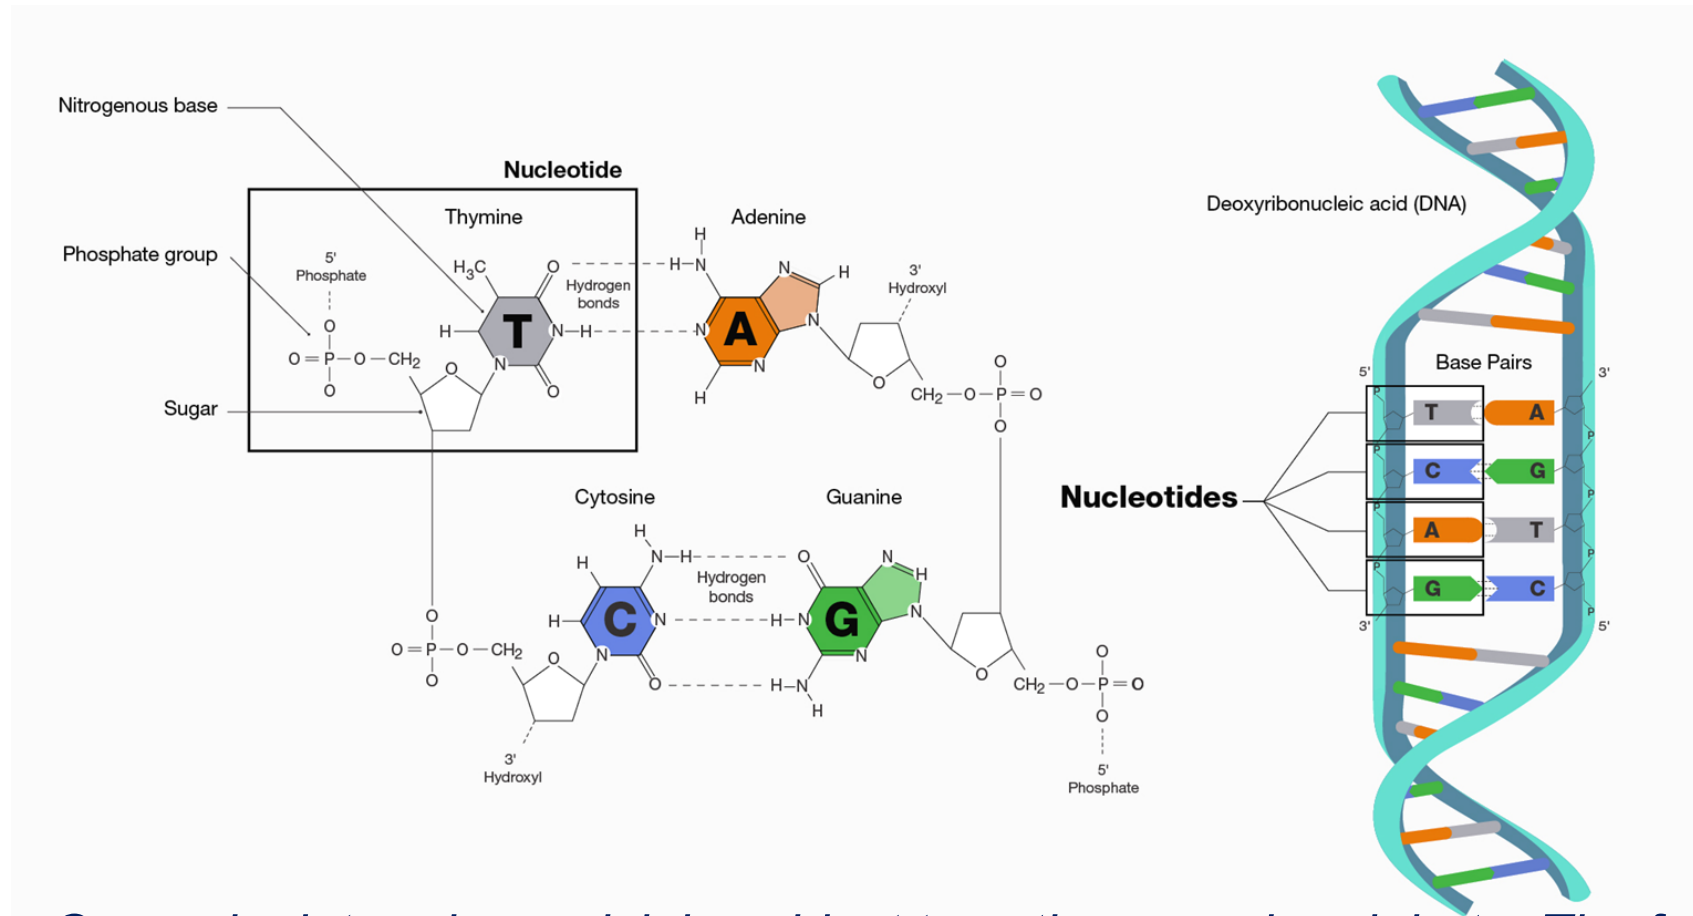 Nitrogenous base
Nucleotide
Thymine
Adenine
Phosphate group
5'
Phosphate
H₃C
O
Hydrogen
bonds
H–N
H
N
H
3'
Hydroxyl
O
O=P–O–CH₂
O
H
T
N–H
N
O
O
Sugar
N
A
N
H
N
O
CH₂–O–P=O
O
O
Deoxyribonucleic acid (DNA)
Base Pairs
5'
3'
P
T
A
P
P
C
G
P
P
A
T
P
P
G
C
P
3'
5'
Nucleotides
Cytosine
Guanine
H
H
N–H
O
N
H
Hydrogen
bonds
H
C
N
H–N
G
N
N
O
H–N
N
H
O
O=P–O–CH₂
O
O
3'
Hydroxyl
O
O
CH₂–O–P=O
O
5'
Phosphate